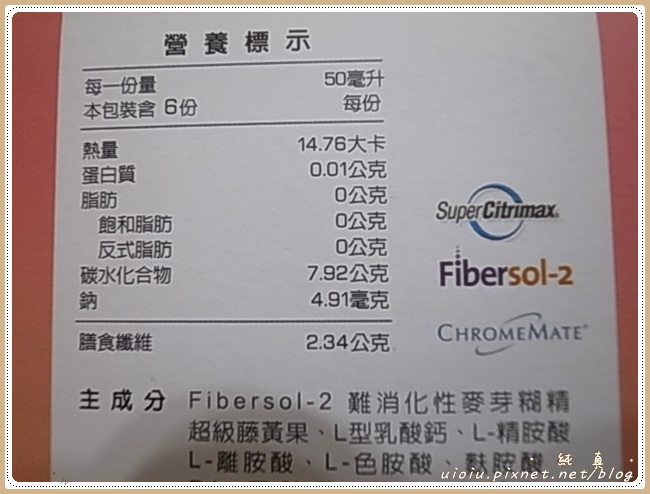 營養標示
每一份量 50毫升
本包裝含 6份 每份
熱量 14.76大卡
蛋白質 0.01公克
脂肪 0公克
飽和脂肪 0公克
反式脂肪 0公克
碳水化合物 7.92公克
鈉 4.91毫克
膳食纖維 2.34公克
SuperCitrimax®
Fibersol-2
CHROMEMATE®
主成分 Fibersol-2 難消化性麥芽糊精
超級藤黃果、L型乳酸鈣、L-精胺酸
L-離胺酸、L-色胺酸、麩胺酸
·純真·
uioiu.pixnet.net/blog